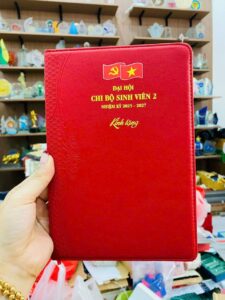 ĐẠI HỘI
CHI BỘ SINH VIÊN 2
NHIỆM KỲ 2025 - 2027
Kính tặng